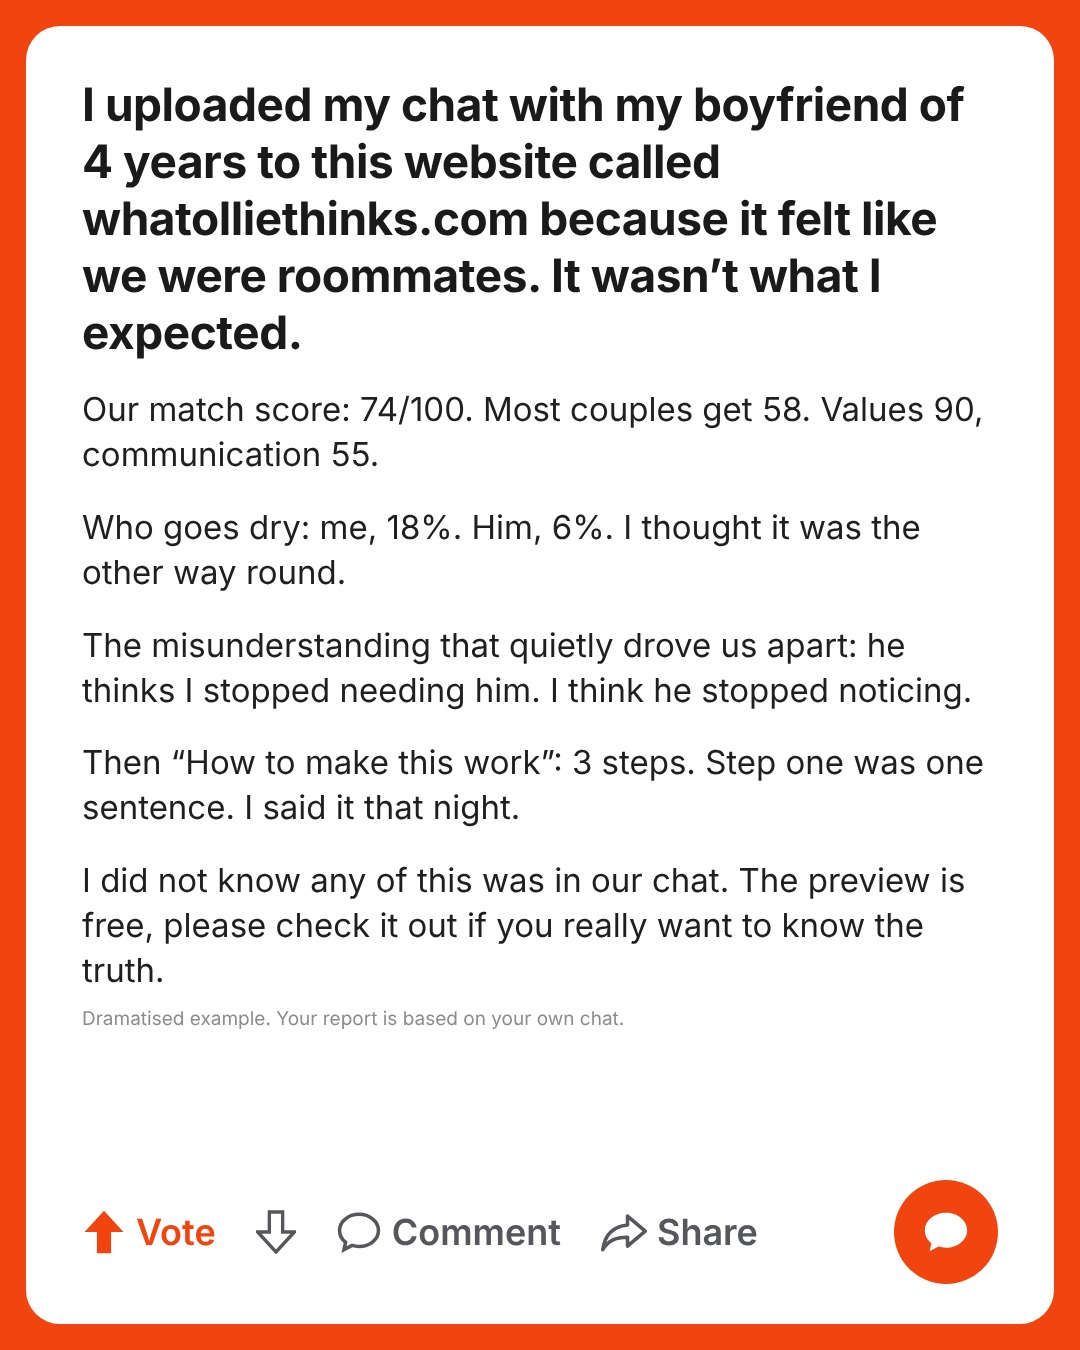 I uploaded my chat with my boyfriend of
4 years to this website called
whatolliethinks.com because it felt like
we were roommates. It wasn’t what I
expected.
Our match score: 74/100. Most couples get 58. Values 90,
communication 55.
Who goes dry: me, 18%. Him, 6%. I thought it was the
other way round.
The misunderstanding that quietly drove us apart: he
thinks I stopped needing him. I think he stopped noticing.
Then “How to make this work”: 3 steps. Step one was one
sentence. I said it that night.
I did not know any of this was in our chat. The preview is
free, please check it out if you really want to know the
truth.
Dramatised example. Your report is based on your own chat.
Vote Comment Share